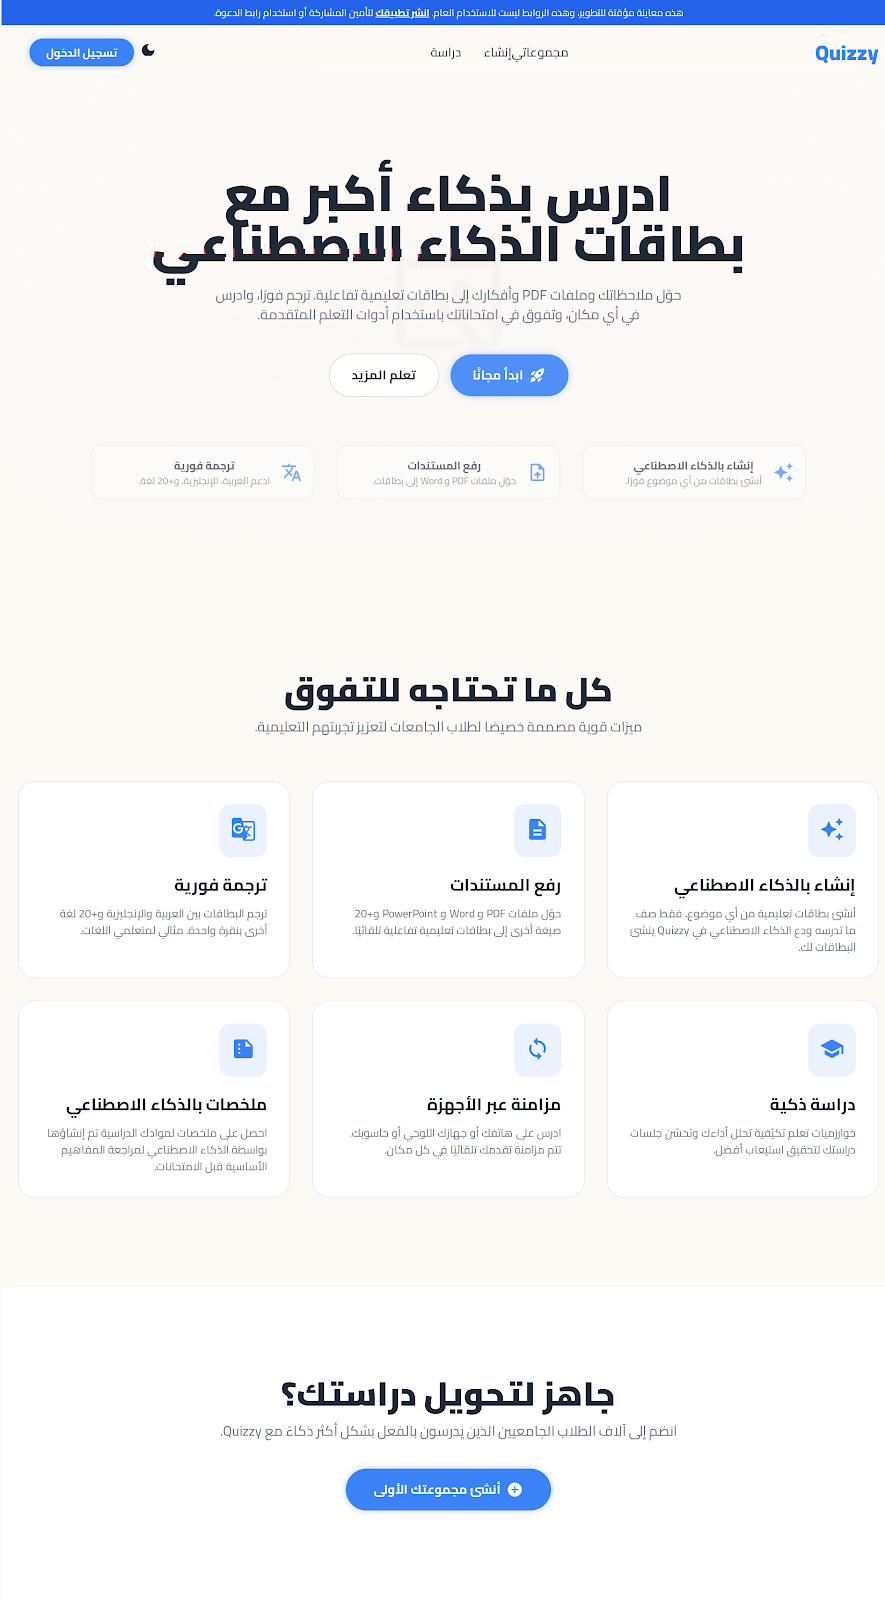 هذه معاينة مؤقتة للتطوير، وهذه الروابط ليست للاستخدام العام. انشر تطبيقك لتأمين المشاركة أو استخدام رابط الدعوة.
Quizzy
مجموعاتيإنشاء
دراسة
تسجيل الدخول
ادرس بذكاء أكبر مع
بطاقات الذكاء الاصطناعي
حوّل ملاحظاتك وملفات PDF وأفكارك إلى بطاقات تعليمية تفاعلية. ترجم فورًا، وادرس
في أي مكان، وتفوق في امتحاناتك باستخدام أدوات التعلم المتقدمة.
ابدأ مجانًا
تعلم المزيد
إنشاء بالذكاء الاصطناعي
أنشئ بطاقات من أي موضوع فورًا.
رفع المستندات
حوّل ملفات PDF و Word إلى بطاقات.
ترجمة فورية
ادعم العربية، الإنجليزية، و+20 لغة.
كل ما تحتاجه للتفوق
ميزات قوية مصممة خصيصًا لطلاب الجامعات لتعزيز تجربتهم التعليمية.
إنشاء بالذكاء الاصطناعي
أنشئ بطاقات تعليمية من أي موضوع. فقط صف
ما تدرسه ودع الذكاء الاصطناعي في Quizzy ينشئ
البطاقات لك.
رفع المستندات
حوّل ملفات PDF و Word و PowerPoint و+20
صيغة أخرى إلى بطاقات تعليمية تفاعلية تلقائيًا.
ترجمة فورية
ترجم البطاقات بين العربية والإنجليزية و+20 لغة
أخرى بنقرة واحدة. مثالي لمتعلمي اللغات.
دراسة ذكية
خوارزميات تعلم تكيّفية تحلل أداءك وتحسّن جلسات
دراستك لتحقيق استيعاب أفضل.
مزامنة عبر الأجهزة
ادرس على هاتفك أو جهازك اللوحي أو حاسوبك.
تتم مزامنة تقدمك تلقائيًا في كل مكان.
ملخصات بالذكاء الاصطناعي
احصل على ملخصات لموادك الدراسية تم إنشاؤها
بواسطة الذكاء الاصطناعي لمراجعة المفاهيم
الأساسية قبل الامتحانات.
جاهز لتحويل دراستك؟
انضم إلى آلاف الطلاب الجامعيين الذين يدرسون بالفعل بشكل أكثر ذكاءً مع Quizzy.
أنشئ مجموعتك الأولى